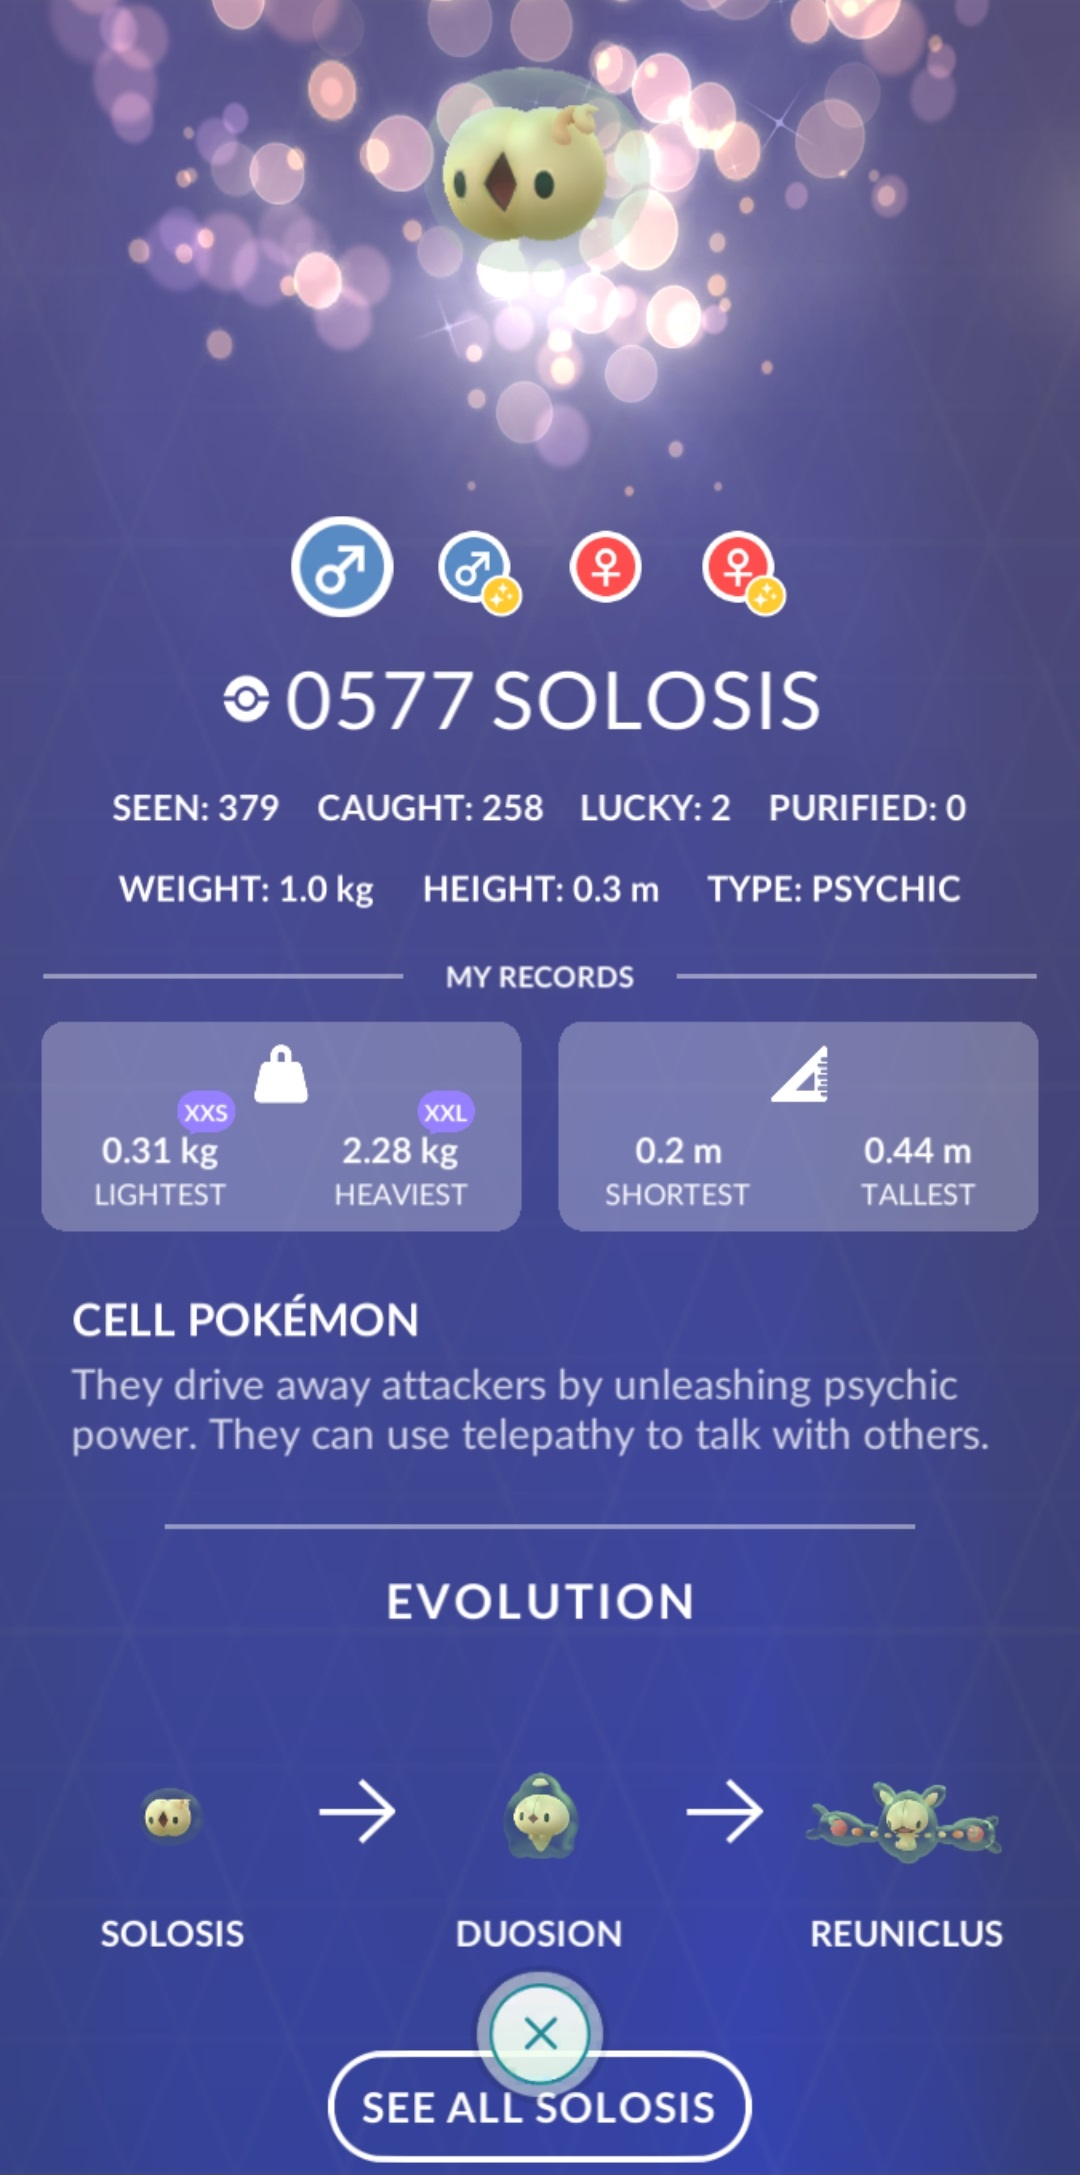 0577 SOLOSIS
SEEN: 379 CAUGHT: 258 LUCKY: 2 PURIFIED: 0
WEIGHT: 1.0 kg HEIGHT: 0.3 m TYPE: PSYCHIC
MY RECORDS
XXS XXL
0.31 kg 2.28 kg 0.2 m 0.44 m
LIGHTEST HEAVIEST SHORTEST TALLEST
CELL POKÉMON
They drive away attackers by unleashing psychic
power. They can use telepathy to talk with others.
EVOLUTION
SOLOSIS DUOSION REUNICLUS
SEE ALL SOLOSIS